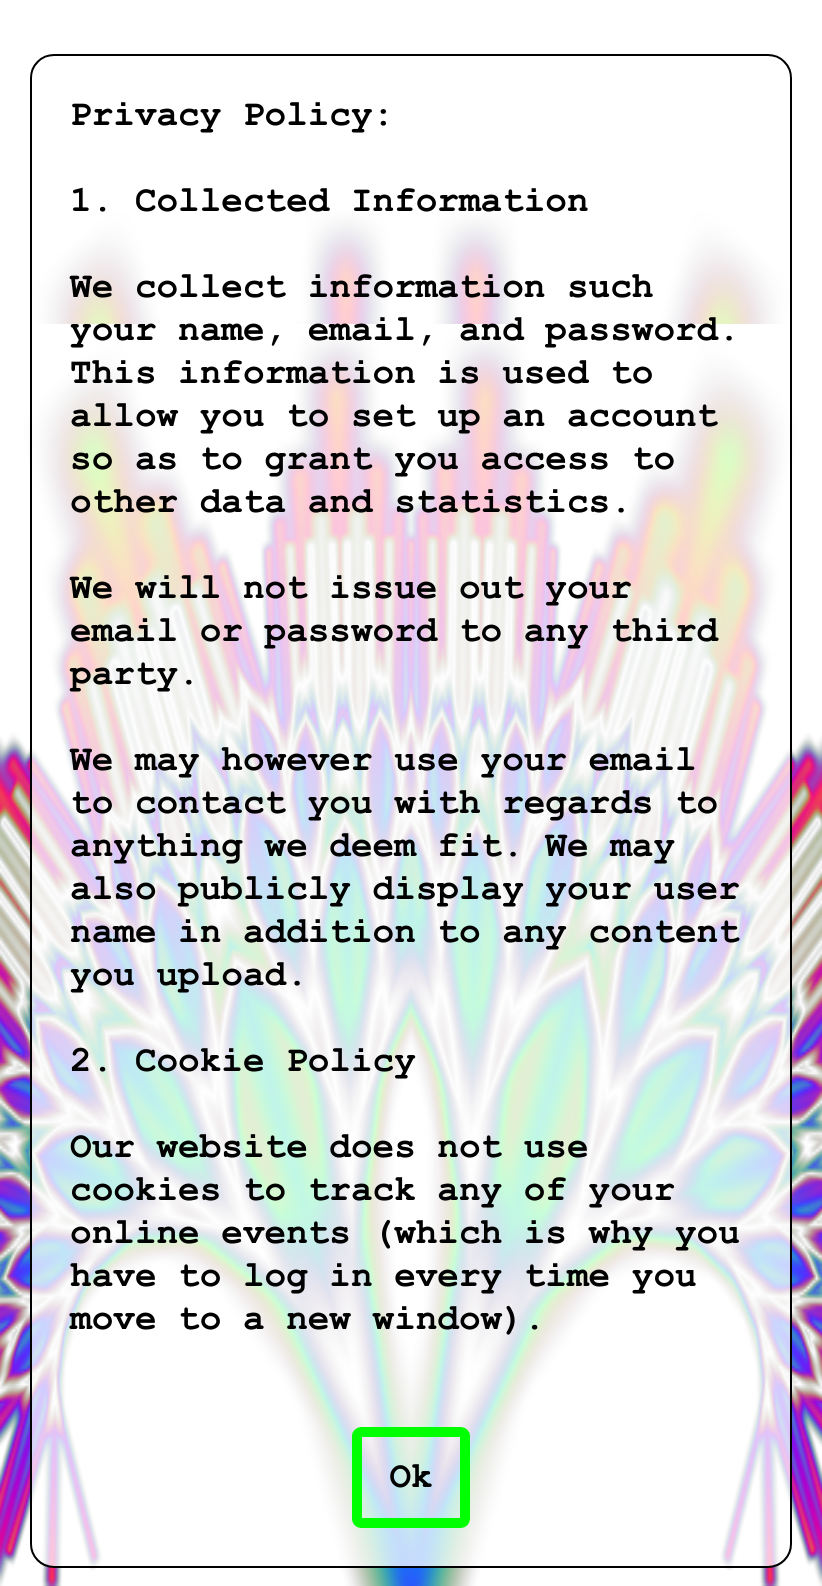 Privacy Policy:
1. Collected Information
We collect information such
your name, email, and password.
This information is used to
allow you to set up an account
so as to grant you access to
other data and statistics.
We will not issue out your
email or password to any third
party.
We may however use your email
to contact you with regards to
anything we deem fit. We may
also publicly display your user
name in addition to any content
you upload.
2. Cookie Policy
Our website does not use
cookies to track any of your
online events (which is why you
have to log in every time you
move to a new window).
Ok